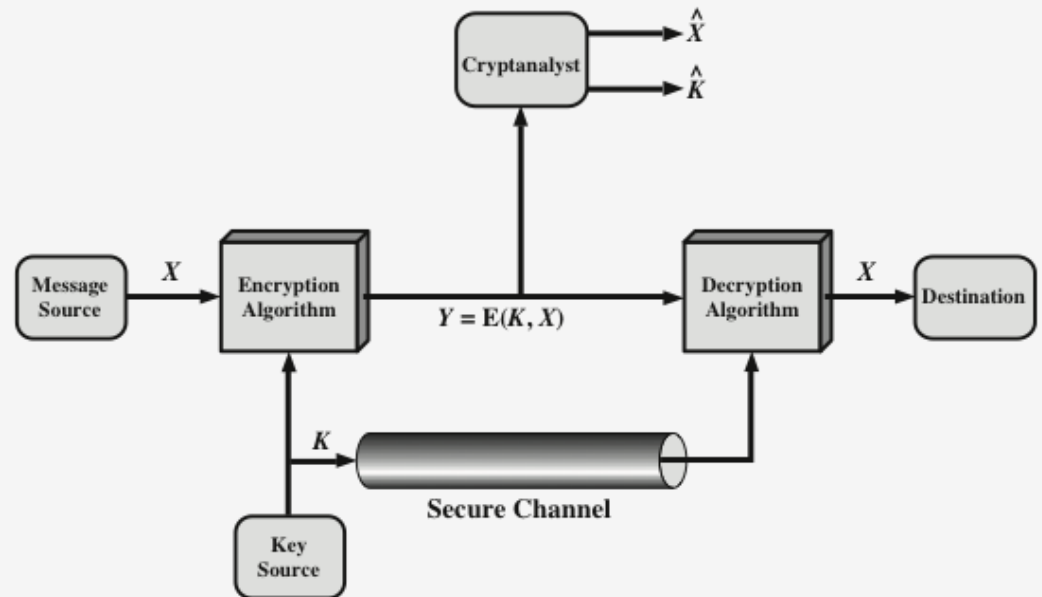 X̂
Cryptanalyst
K̂
Message
Source
X
Encryption
Algorithm
Y = E(K, X)
Decryption
Algorithm
X
Destination
K
Secure Channel
Key
Source